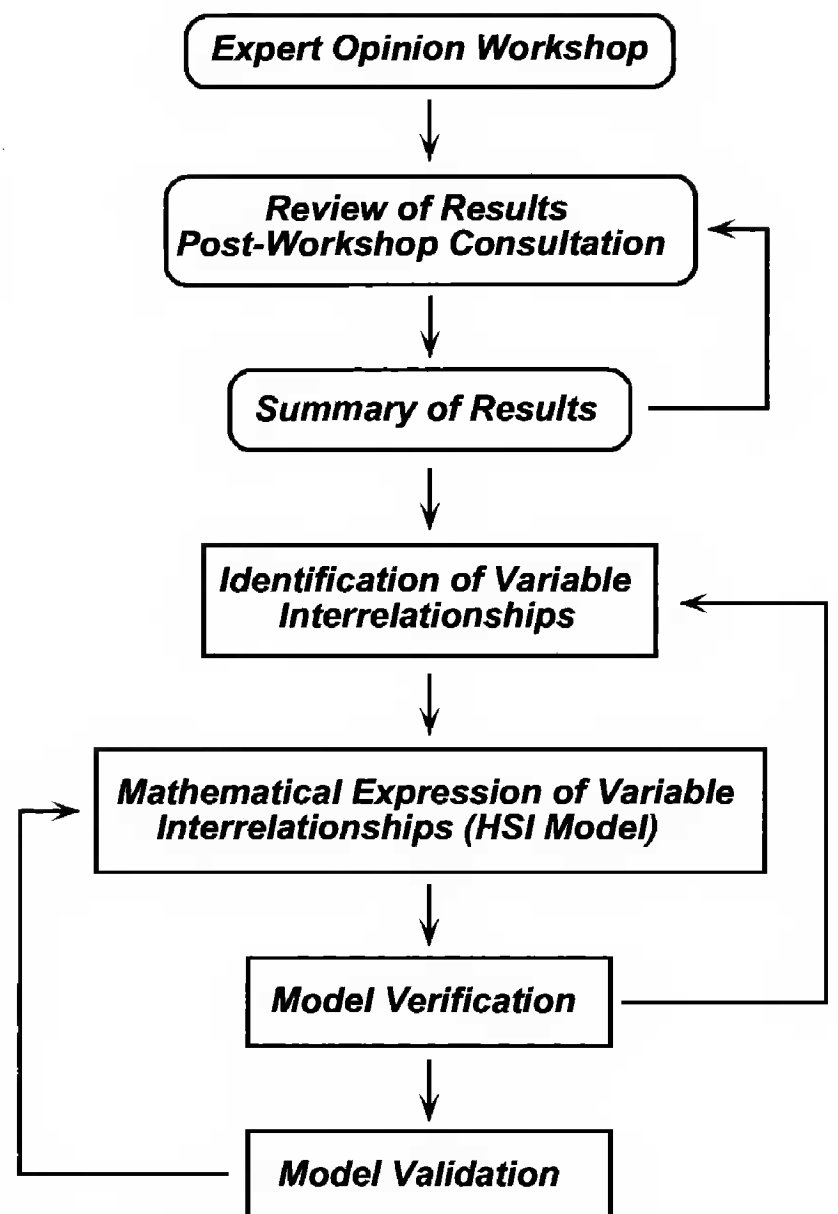 Expert Opinion Workshop
Review of Results
Post-Workshop Consultation
Summary of Results
Identification of Variable
Interrelationships
Mathematical Expression of Variable
Interrelationships (HSI Model)
Model Verification
Model Validation